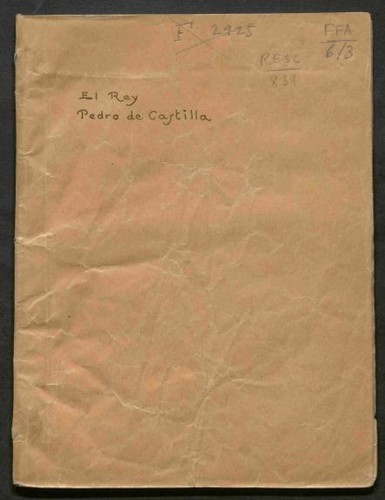 F 2925
FFA
6/3
RESC
831
El Rey
Pedro de Castilla